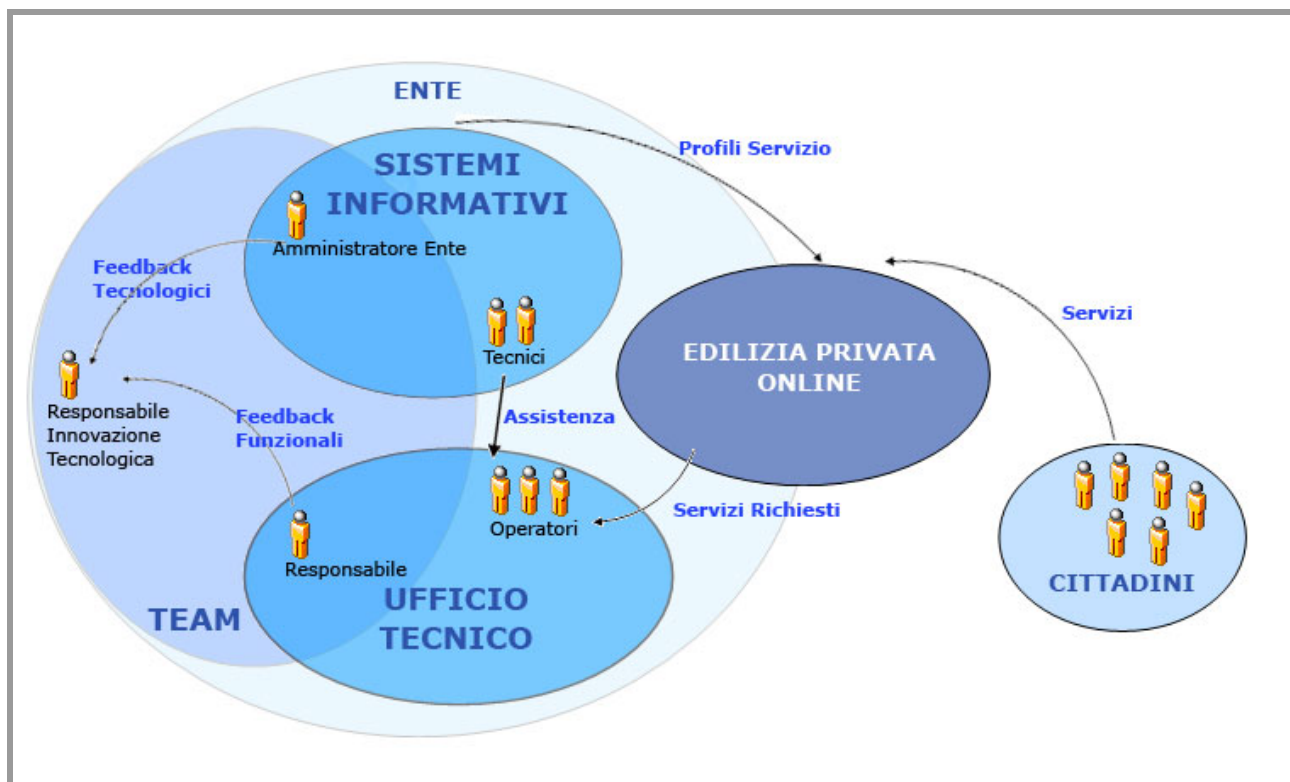 ENTE
Profili Servizio
SISTEMI
INFORMATIVI
Amministratore Ente
Feedback
Tecnologici
Servizi
Tecnici
EDILIZIA PRIVATA
ONLINE
Responsabile
Innovazione
Tecnologica
Feedback
Funzionali
Assistenza
Servizi Richiesti
Operatori
Responsabile
CITTADINI
UFFICIO
TECNICO
TEAM